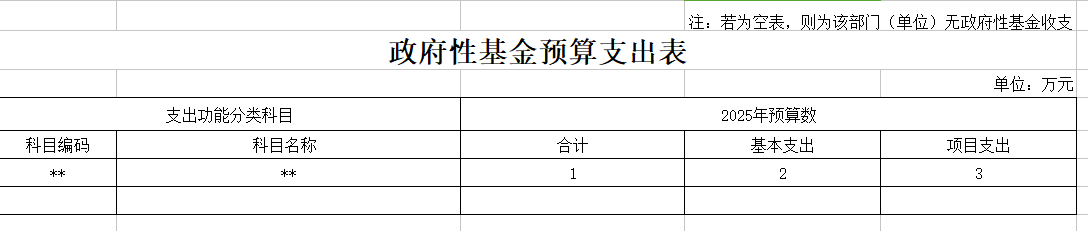 注：若为空表，则为该部门（单位）无政府性基金收支
政府性基金预算支出表
单位：万元
支出功能分类科目 2025年预算数
科目编码 科目名称 合计 基本支出 项目支出
** ** 1 2 3